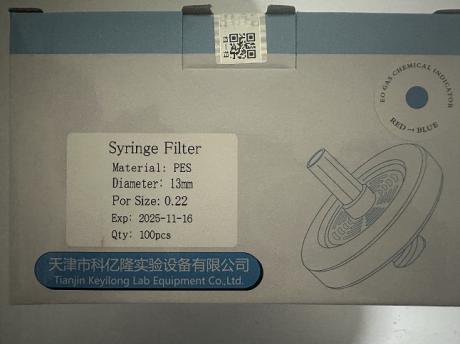 EO GAS CHEMICAL INDICATOR
RED→BLUE
Syringe Filter
Material: PES
Diameter: 13mm
Por Size: 0.22
Exp: 2025-11-16
Qty: 100pcs
天津市科亿隆实验设备有限公司
Tianjin Keyilong Lab Equipment Co.,Ltd.